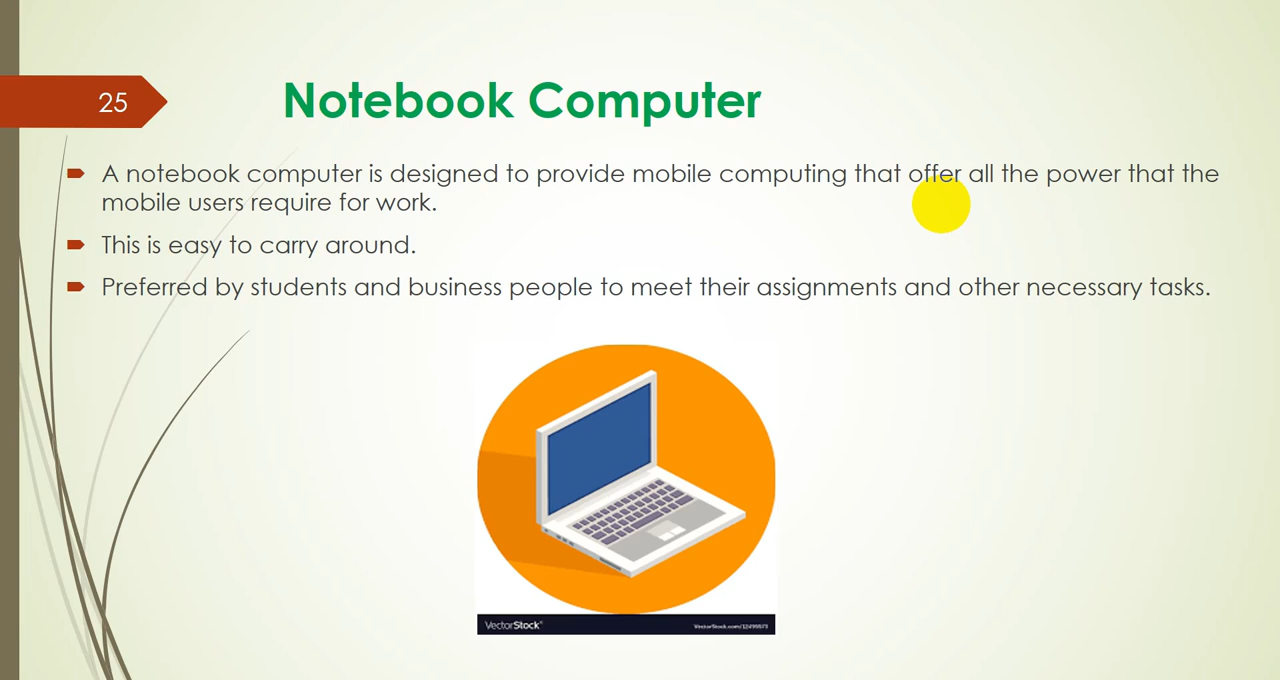 25
Notebook Computer
A notebook computer is designed to provide mobile computing that offer all the power that the
mobile users require for work.
This is easy to carry around.
Preferred by students and business people to meet their assignments and other necessary tasks.
VectorStock®
VectorStock.com/12499873